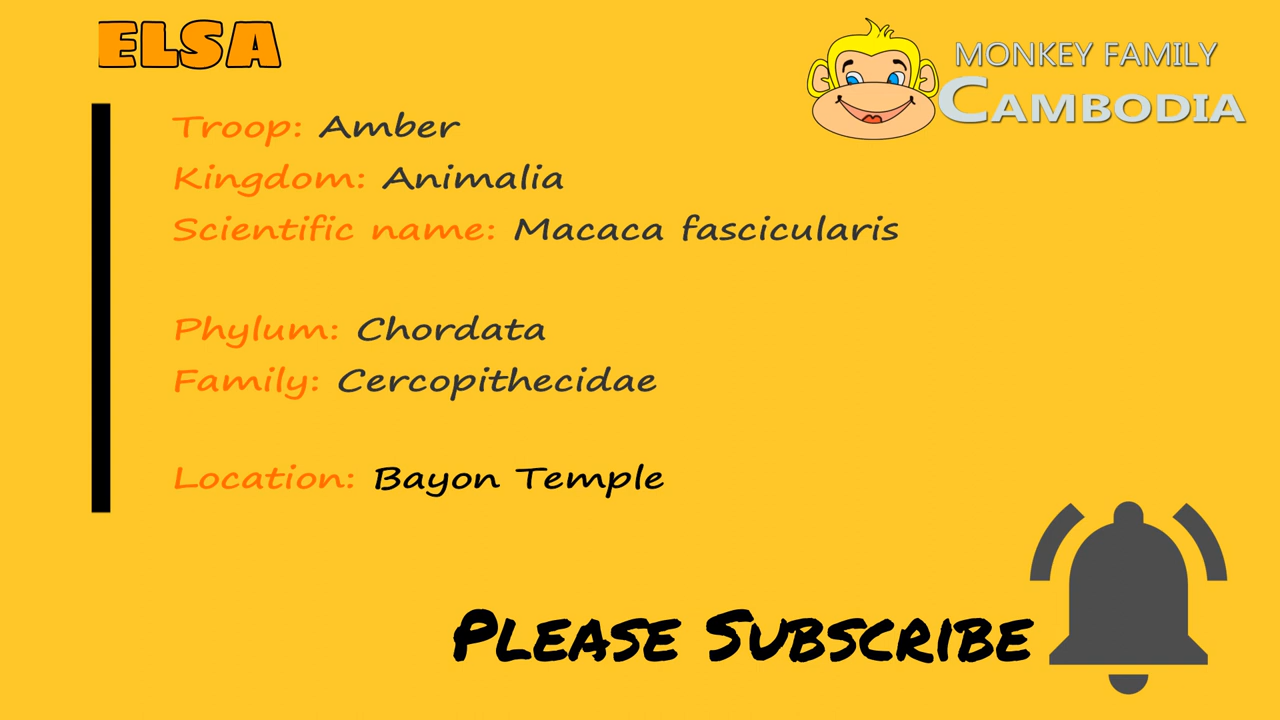 ELSA
MONKEY FAMILY
CAMBODIA
Troop: Amber
Kingdom: Animalia
Scientific name: Macaca fascicularis
Phylum: Chordata
Family: Cercopithecidae
Location: Bayon Temple
PLEASE SUBSCRIBE